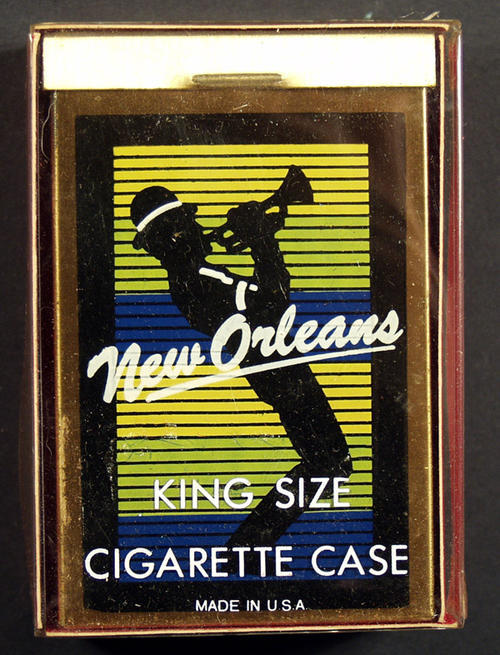 New Orleans
KING SIZE
CIGARETTE CASE
MADE IN U.S.A.